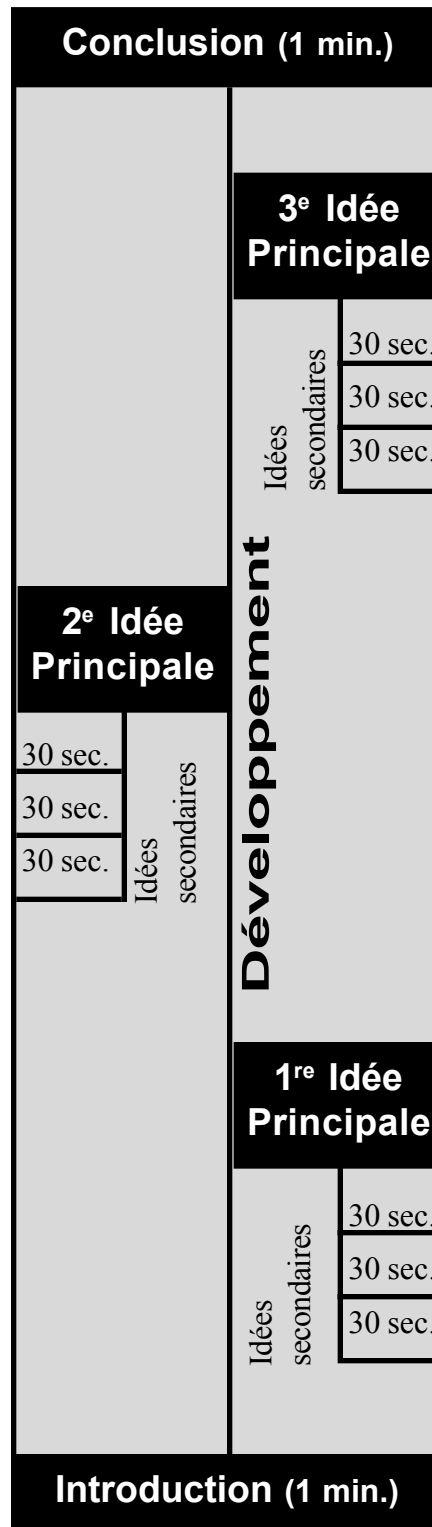 Conclusion (1 min.)
3e Idée
Principale
30 sec.
30 sec.
30 sec.
Idées
secondaires
Développement
2e Idée
Principale
30 sec.
30 sec.
30 sec.
Idées
secondaires
1re Idée
Principale
30 sec.
30 sec.
30 sec.
Idées
secondaires
Introduction (1 min.)